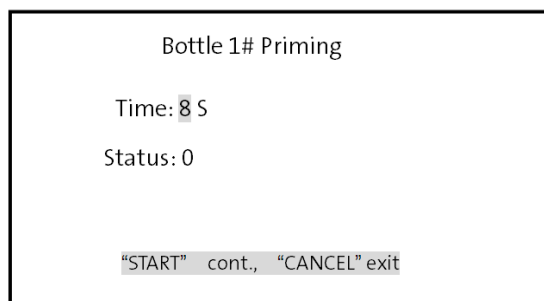 Bottle 1# Priming
Time: 8 S
Status: 0
“START” cont., “CANCEL” exit